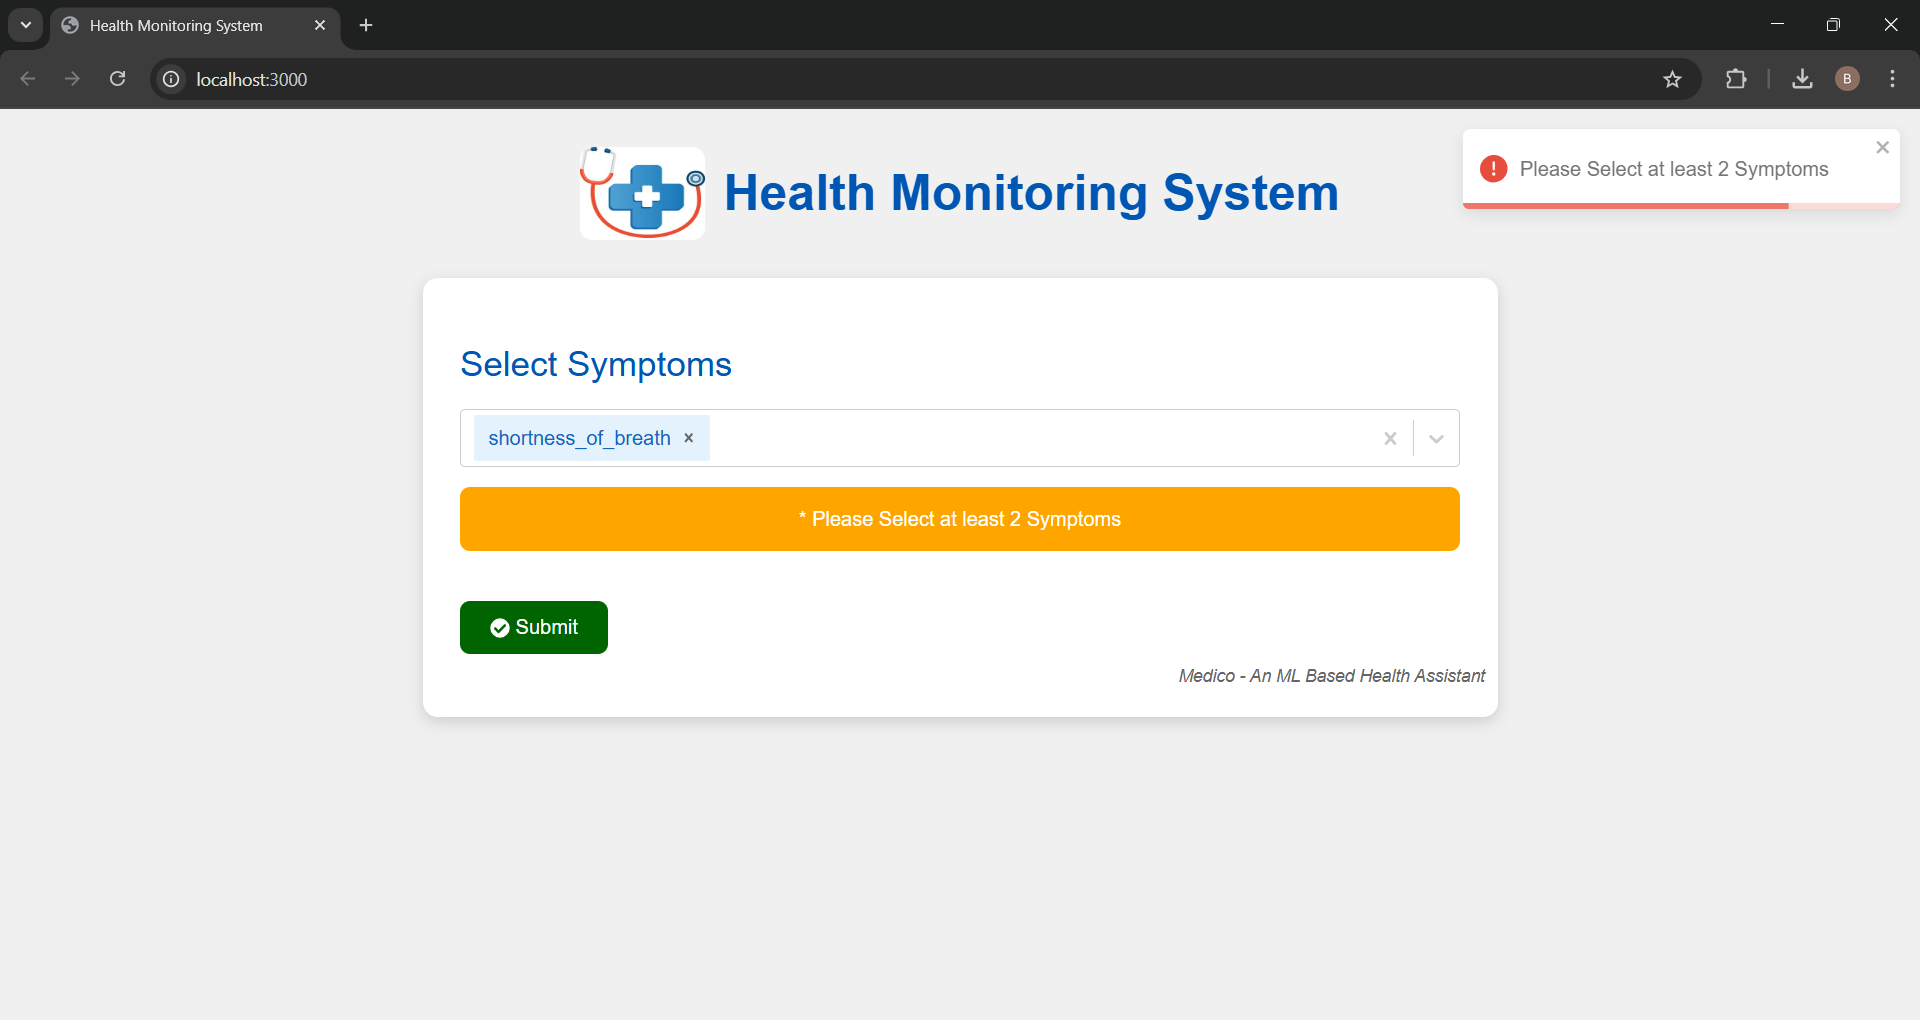 Health Monitoring System
localhost:3000
B
Health Monitoring System
Please Select at least 2 Symptoms
Select Symptoms
shortness_of_breath
* Please Select at least 2 Symptoms
Submit
Medico - An ML Based Health Assistant